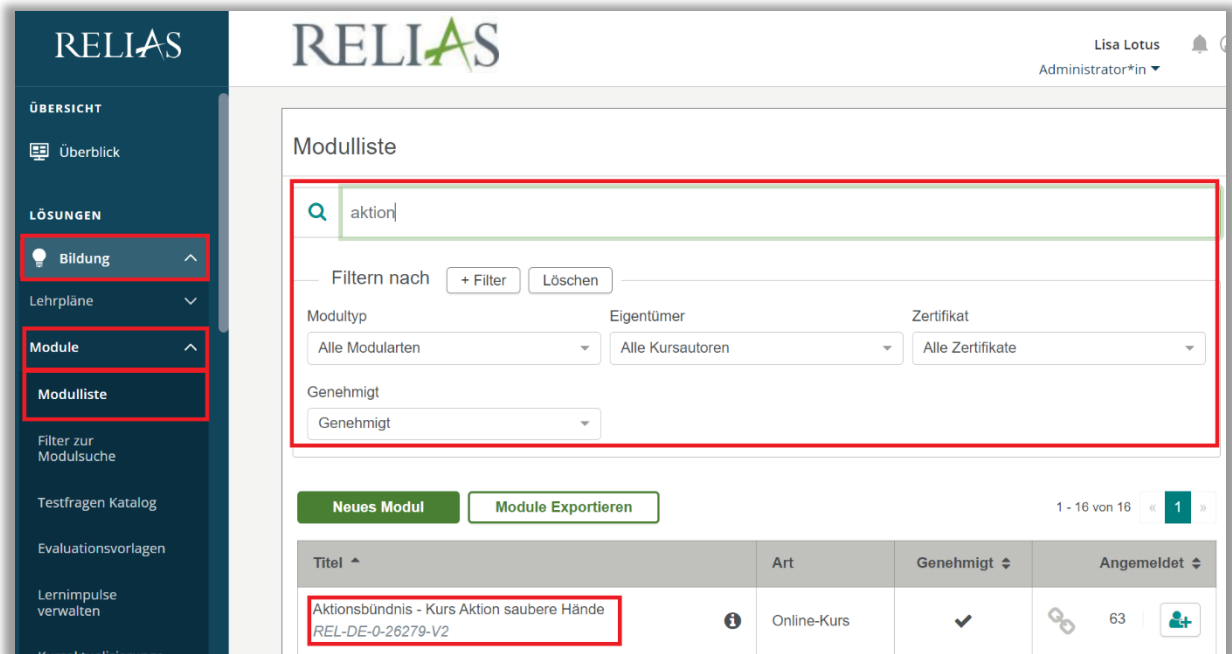 RELIAS
ÜBERSICHT
Überblick
LÖSUNGEN
Bildung
Lehrpläne
Module
Modulliste
Filter zur
Modulsuche
Testfragen Katalog
Evaluationsvorlagen
Lernimpulse
verwalten
RELIAS
Lisa Lotus
Administrator*in
Modulliste
aktion
Filtern nach + Filter Löschen
Modultyp Eigentümer Zertifikat
Alle Modularten Alle Kursautoren Alle Zertifikate
Genehmigt
Genehmigt
Neues Modul Module Exportieren 1 - 16 von 16 « 1 »
Titel Art Genehmigt Angemeldet
Aktionsbündnis - Kurs Aktion saubere Hände
REL-DE-0-26279-V2
Online-Kurs 63